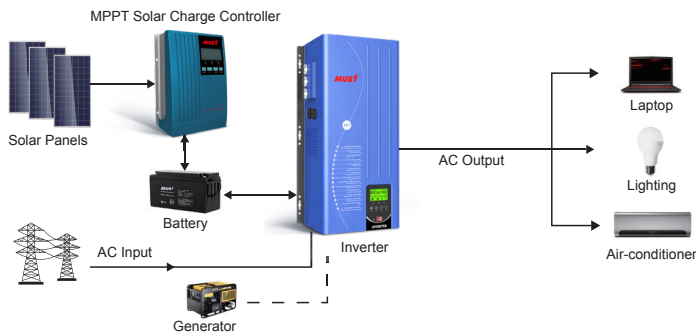 MPPT Solar Charge Controller
MUST
MUST
Solar Panels
MUST
Battery
AC Input
Generator
INVERTER
Inverter
AC Output
Laptop
Lighting
Air-conditioner